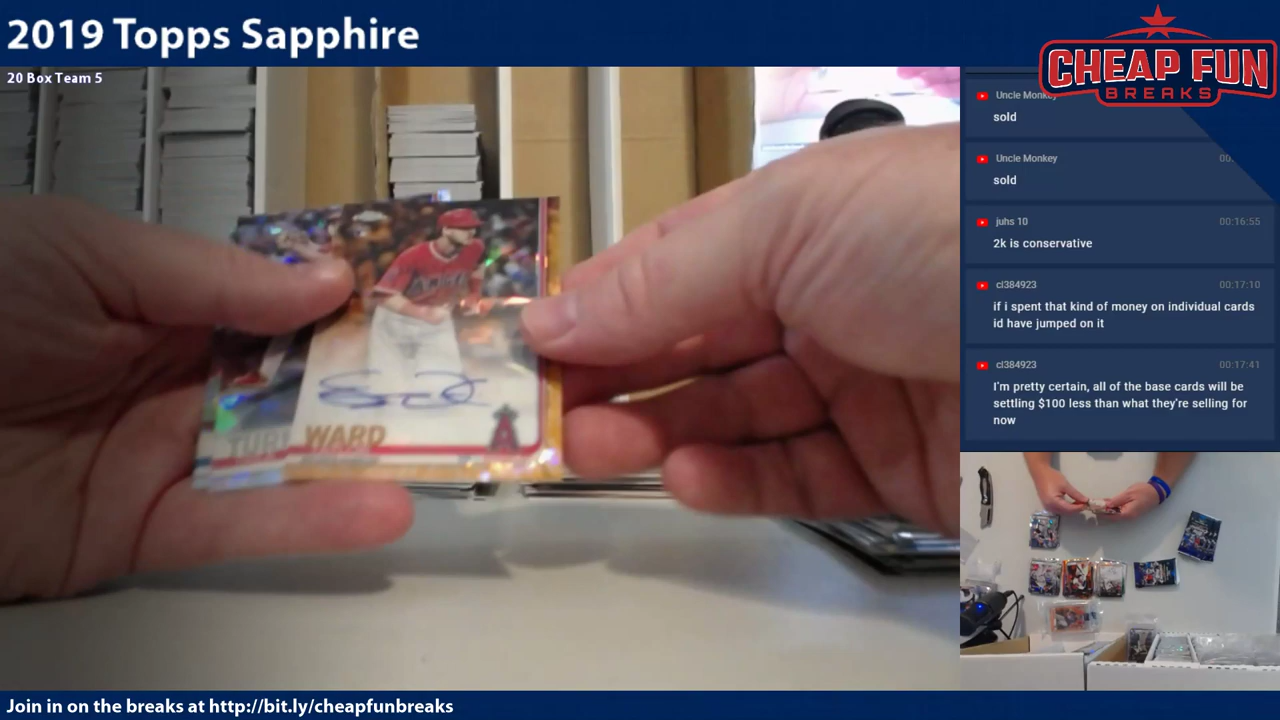 2019 Topps Sapphire
20 Box Team 5
CHEAP FUN
BREAKS
Uncle Monkey
sold
Uncle Monkey
sold
juhs 10 00:16:55
2k is conservative
cl384923 00:17:10
if i spent that kind of money on individual cards
id have jumped on it
cl384923 00:17:41
I'm pretty certain, all of the base cards will be
settling $100 less than what they're selling for
now
WARD
Join in on the breaks at http://bit.ly/cheapfunbreaks